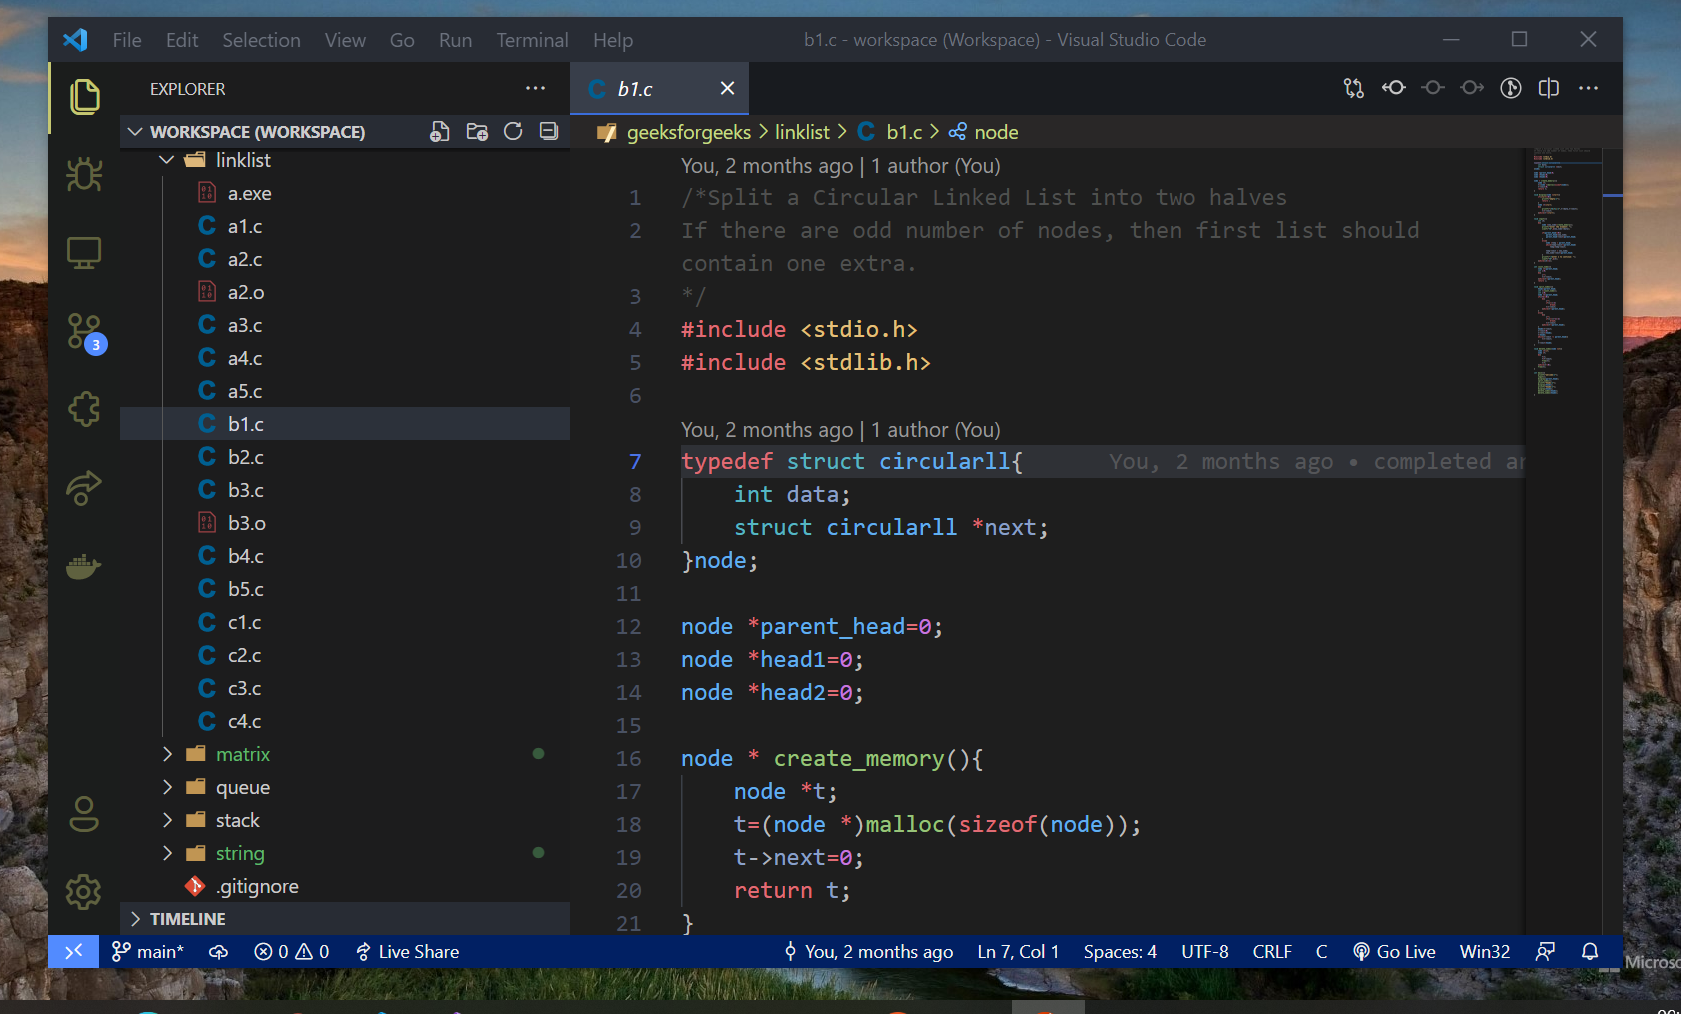 File Edit Selection View Go Run Terminal Help
b1.c - workspace (Workspace) - Visual Studio Code
EXPLORER
WORKSPACE (WORKSPACE)
linklist
a.exe
a1.c
a2.c
a2.o
a3.c
a4.c
a5.c
b1.c
b2.c
b3.c
b3.o
b4.c
b5.c
c1.c
c2.c
c3.c
c4.c
matrix
queue
stack
string
.gitignore
TIMELINE
3
C b1.c
geeksforgeeks > linklist > C b1.c > node
You, 2 months ago | 1 author (You)
1 /*Split a Circular Linked List into two halves
2 If there are odd number of nodes, then first list should
contain one extra.
3 */
4 #include <stdio.h>
5 #include <stdlib.h>
6
You, 2 months ago | 1 author (You)
7 typedef struct circularll{ You, 2 months ago • completed ar
8 int data;
9 struct circularll *next;
10 }node;
11
12 node *parent_head=0;
13 node *head1=0;
14 node *head2=0;
15
16 node * create_memory(){
17 node *t;
18 t=(node *)malloc(sizeof(node));
19 t->next=0;
20 return t;
21 }
main* 0 0 Live Share You, 2 months ago Ln 7, Col 1 Spaces: 4 UTF-8 CRLF C Go Live Win32
Microso